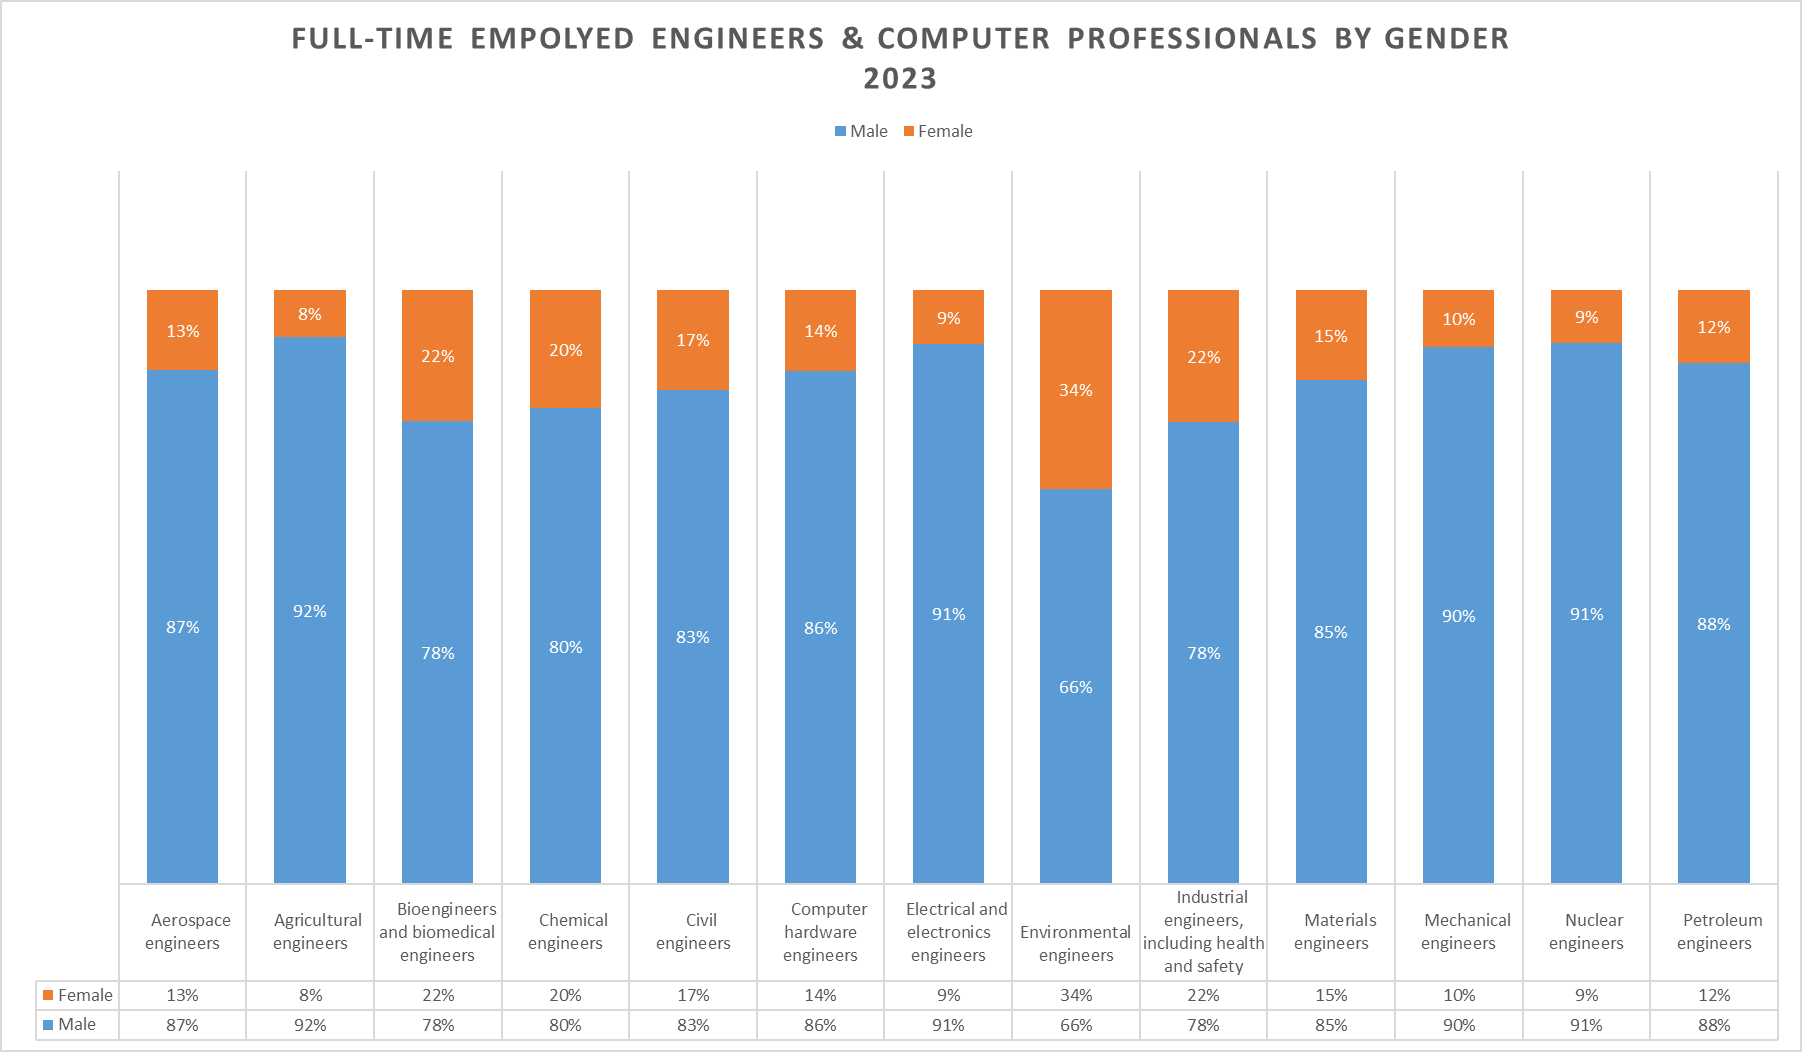 FULL-TIME EMPOLYED ENGINEERS & COMPUTER PROFESSIONALS BY GENDER
2023
Male Female
13% 8% 22% 20% 17% 14% 9% 34% 22% 15% 10% 9% 12%
87% 92% 78% 80% 83% 86% 91% 66% 78% 85% 90% 91% 88%
Aerospace
engineers
Agricultural
engineers
Bioengineers
and biomedical
engineers
Chemical
engineers
Civil
engineers
Computer
hardware
engineers
Electrical and
electronics
engineers
Environmental
engineers
Industrial
engineers,
including health
and safety
Materials
engineers
Mechanical
engineers
Nuclear
engineers
Petroleum
engineers
Female 13% 8% 22% 20% 17% 14% 9% 34% 22% 15% 10% 9% 12%
Male 87% 92% 78% 80% 83% 86% 91% 66% 78% 85% 90% 91% 88%